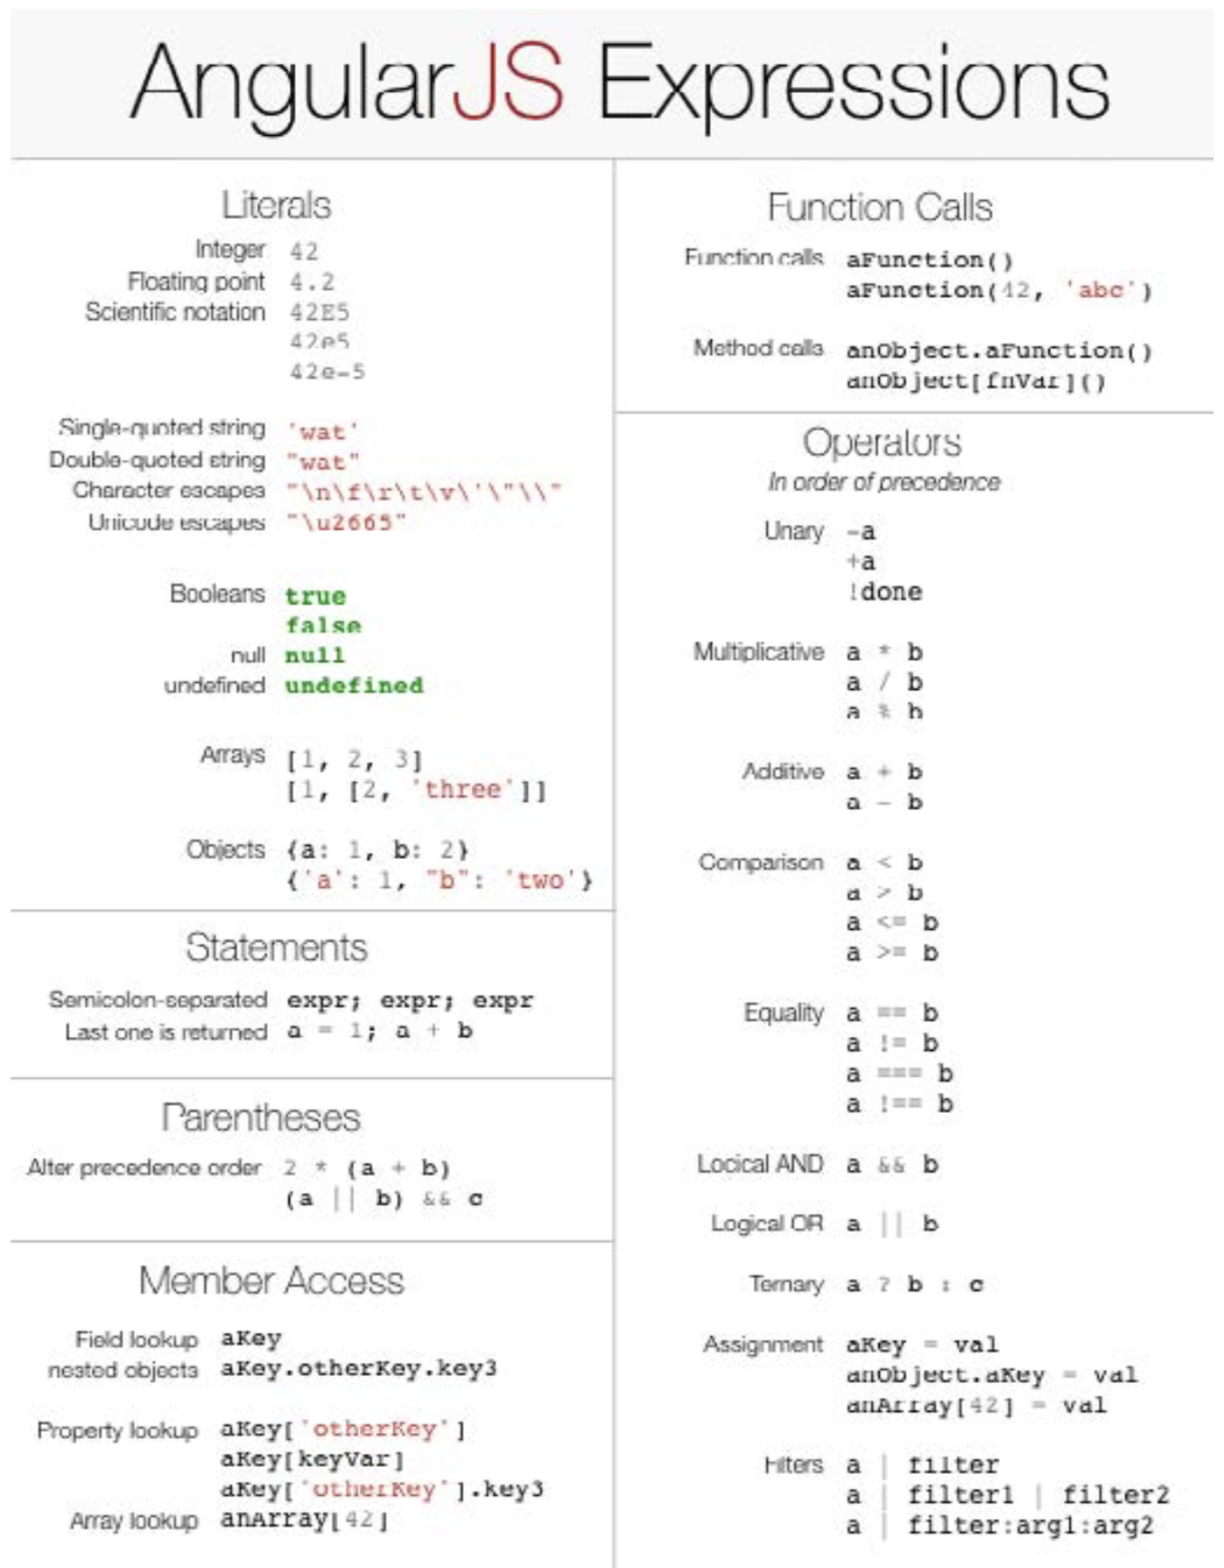 AngularJS Expressions
Literals
Integer 42
Floating point 4.2
Scientific notation 42E5
42e5
42e-5
Single-quoted string 'wat'
Double-quoted string "wat"
Character escapes "\n\f\r\t\v\'\"\\"
Unicode escapes "\u2665"
Booleans true
false
null null
undefined undefined
Arrays [1, 2, 3]
[1, [2, 'three']]
Objects {a: 1, b: 2}
{'a': 1, "b": 'two'}
Statements
Semicolon-separated expr; expr; expr
Last one is returned a = 1; a + b
Parentheses
Alter precedence order 2 * (a + b)
(a || b) && c
Member Access
Field lookup aKey
nested objects aKey.otherKey.key3
Property lookup aKey['otherKey']
aKey[keyVar]
aKey['otherKey'].key3
Array lookup anArray[42]
Function Calls
Function calls aFunction()
aFunction(42, 'abc')
Method calls anObject.aFunction()
anObject[fnVar]()
Operators
In order of precedence
Unary -a
+a
!done
Multiplicative a * b
a / b
a % b
Additive a + b
a - b
Comparison a < b
a > b
a <= b
a >= b
Equality a == b
a != b
a === b
a !== b
Locical AND a && b
Logical OR a || b
Ternary a ? b : c
Assignment aKey = val
anObject.aKey = val
anArray[42] = val
Filters a | filter
a | filter1 | filter2
a | filter:arg1:arg2